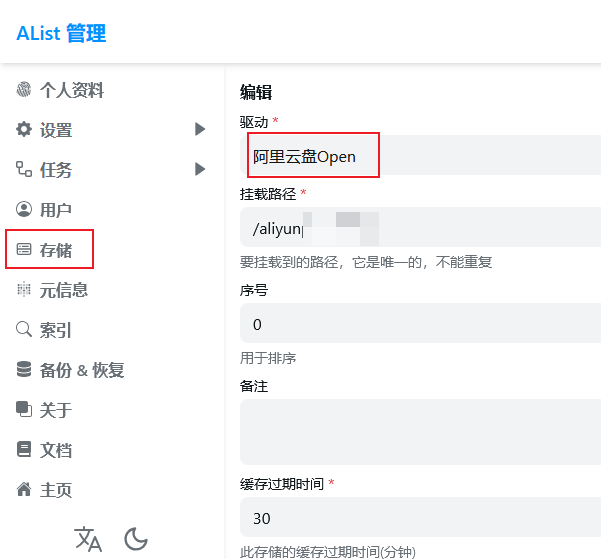 AList 管理
个人资料
设置
任务
用户
存储
元信息
索引
备份 & 恢复
关于
文档
主页
编辑
驱动 *
阿里云盘Open
挂载路径 *
要挂载到的路径，它是唯一的，不能重复
序号
0
用于排序
备注
缓存过期时间 *
30
此存储的缓存过期时间(分钟)